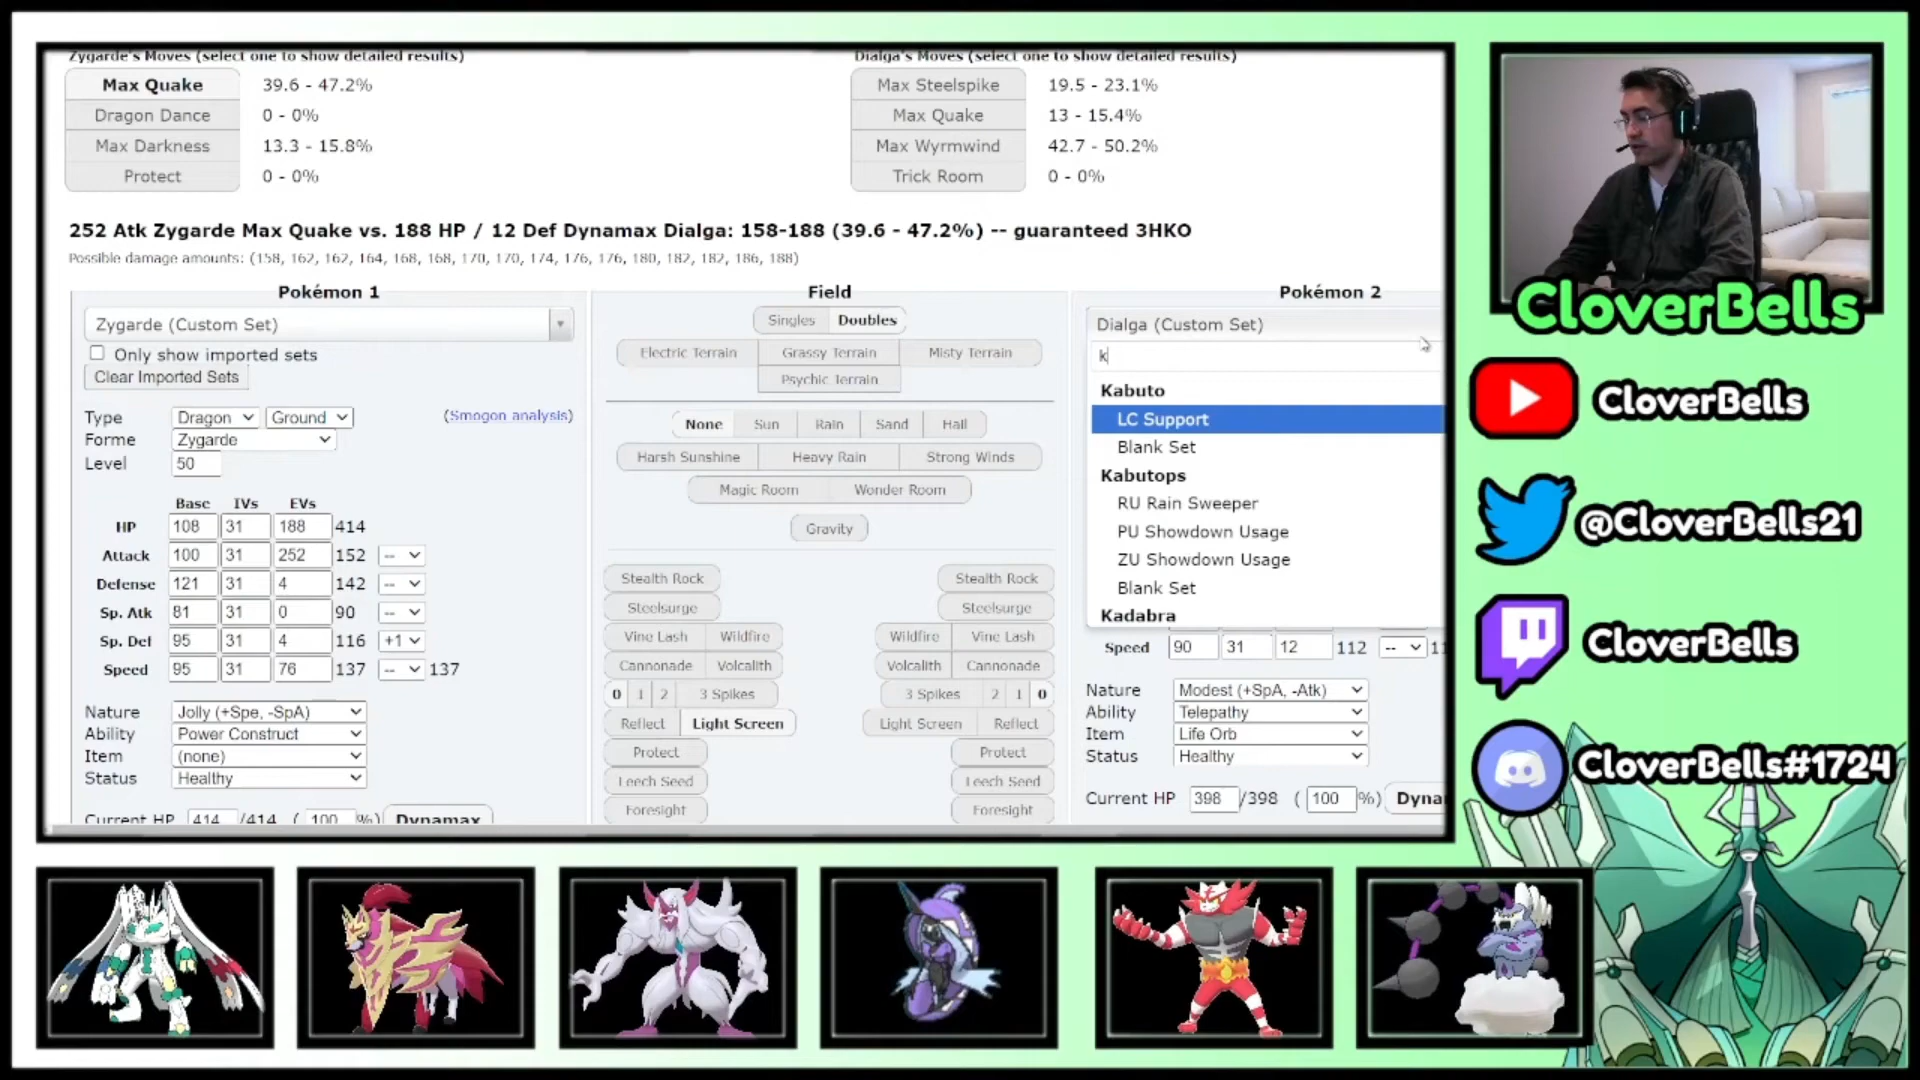 Zygarde's Moves (select one to show detailed results)
Max Quake 39.6 - 47.2%
Dragon Dance 0 - 0%
Max Darkness 13.3 - 15.8%
Protect 0 - 0%
Dialga's Moves (select one to show detailed results)
Max Steelspike 19.5 - 23.1%
Max Quake 13 - 15.4%
Max Wyrmwind 42.7 - 50.2%
Trick Room 0 - 0%
252 Atk Zygarde Max Quake vs. 188 HP / 12 Def Dynamax Dialga: 158-188 (39.6 - 47.2%) -- guaranteed 3HKO
Possible damage amounts: (158, 162, 162, 164, 168, 168, 170, 170, 174, 176, 176, 180, 182, 182, 186, 188)
Pokémon 1
Zygarde (Custom Set)
Only show imported sets
Clear Imported Sets
Type Dragon Ground (Smogon analysis)
Forme Zygarde
Level 50
Base IVs EVs
HP 108 31 188 414
Attack 100 31 252 152 --
Defense 121 31 4 142 --
Sp. Atk 81 31 0 90 --
Sp. Def 95 31 4 116 +1
Speed 95 31 76 137 -- 137
Nature Jolly (+Spe, -SpA)
Ability Power Construct
Item (none)
Status Healthy
Current HP 414 /414 ( 100 %) Dynamax
Field
Singles Doubles
Electric Terrain Grassy Terrain Misty Terrain
Psychic Terrain
None Sun Rain Sand Hail
Harsh Sunshine Heavy Rain Strong Winds
Magic Room Wonder Room
Gravity
Stealth Rock Stealth Rock
Steelsurge Steelsurge
Vine Lash Wildfire Wildfire Vine Lash
Cannonade Volcalith Volcalith Cannonade
0 1 2 3 Spikes 3 Spikes 2 1 0
Reflect Light Screen Light Screen Reflect
Protect Protect
Leech Seed Leech Seed
Foresight Foresight
Pokémon 2
Dialga (Custom Set)
k
Kabuto
LC Support
Blank Set
Kabutops
RU Rain Sweeper
PU Showdown Usage
ZU Showdown Usage
Blank Set
Kadabra
Speed 90 31 12 112 -- 11
Nature Modest (+SpA, -Atk)
Ability Telepathy
Item Life Orb
Status Healthy
Current HP 398 /398 ( 100 %) Dyna
CloverBells
CloverBells
@CloverBells21
CloverBells
CloverBells#1724